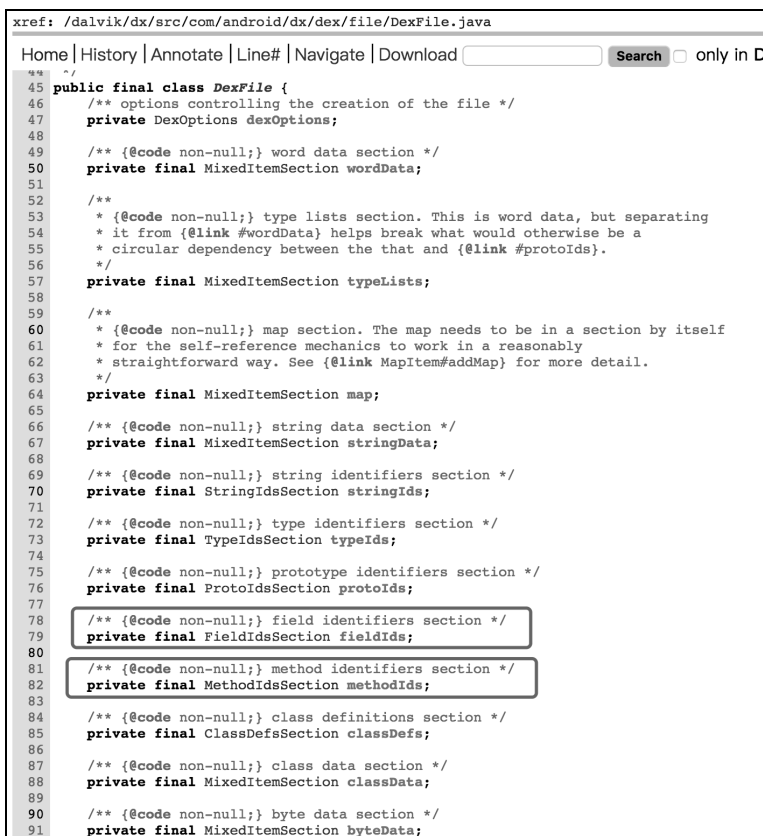 xref: /dalvik/dx/src/com/android/dx/dex/file/DexFile.java
Home | History | Annotate | Line# | Navigate | Download Search only in D
44 */
45 public final class DexFile {
46 /** options controlling the creation of the file */
47 private DexOptions dexOptions;
48
49 /** {@code non-null;} word data section */
50 private final MixedItemSection wordData;
51
52 /**
53 * {@code non-null;} type lists section. This is word data, but separating
54 * it from {@link #wordData} helps break what would otherwise be a
55 * circular dependency between the that and {@link #protoIds}.
56 */
57 private final MixedItemSection typeLists;
58
59 /**
60 * {@code non-null;} map section. The map needs to be in a section by itself
61 * for the self-reference mechanics to work in a reasonably
62 * straightforward way. See {@link MapItem#addMap} for more detail.
63 */
64 private final MixedItemSection map;
65
66 /** {@code non-null;} string data section */
67 private final MixedItemSection stringData;
68
69 /** {@code non-null;} string identifiers section */
70 private final StringIdsSection stringIds;
71
72 /** {@code non-null;} type identifiers section */
73 private final TypeIdsSection typeIds;
74
75 /** {@code non-null;} prototype identifiers section */
76 private final ProtoIdsSection protoIds;
77
78 /** {@code non-null;} field identifiers section */
79 private final FieldIdsSection fieldIds;
80
81 /** {@code non-null;} method identifiers section */
82 private final MethodIdsSection methodIds;
83
84 /** {@code non-null;} class definitions section */
85 private final ClassDefsSection classDefs;
86
87 /** {@code non-null;} class data section */
88 private final MixedItemSection classData;
89
90 /** {@code non-null;} byte data section */
91 private final MixedItemSection byteData;